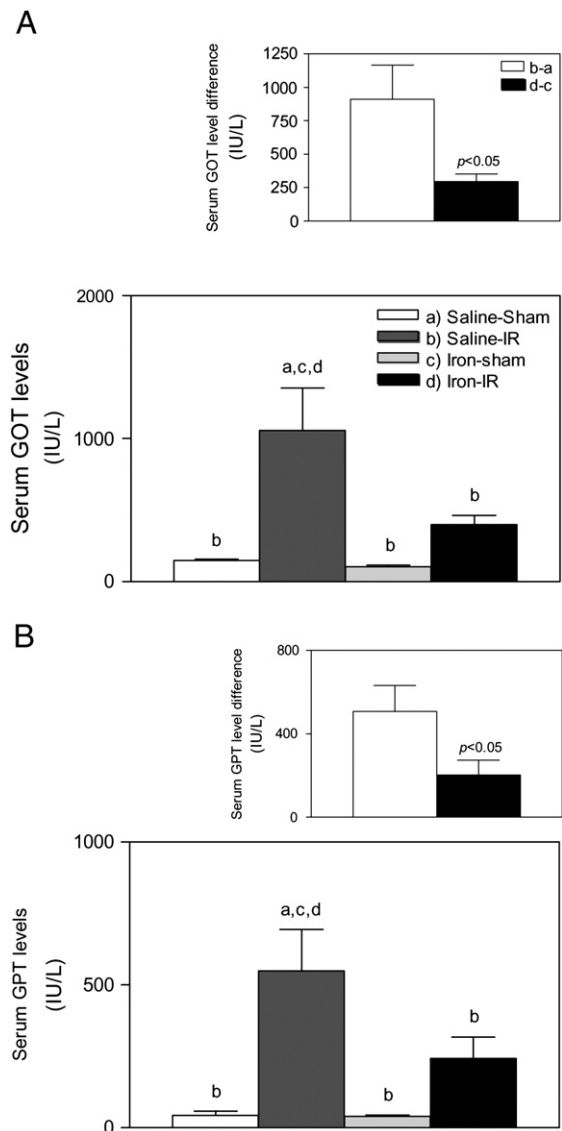 A
Serum GOT level difference
(IU/L)
1250
1000
750
500
250
0
b-a
d-c
p<0.05
Serum GOT levels
(IU/L)
2000
1000
0
a) Saline-Sham
b) Saline-IR
c) Iron-sham
d) Iron-IR
b
a,c,d
b
b
B
Serum GPT level difference
(IU/L)
800
400
0
p<0.05
Serum GPT levels
(IU/L)
1000
500
0
b
a,c,d
b
b